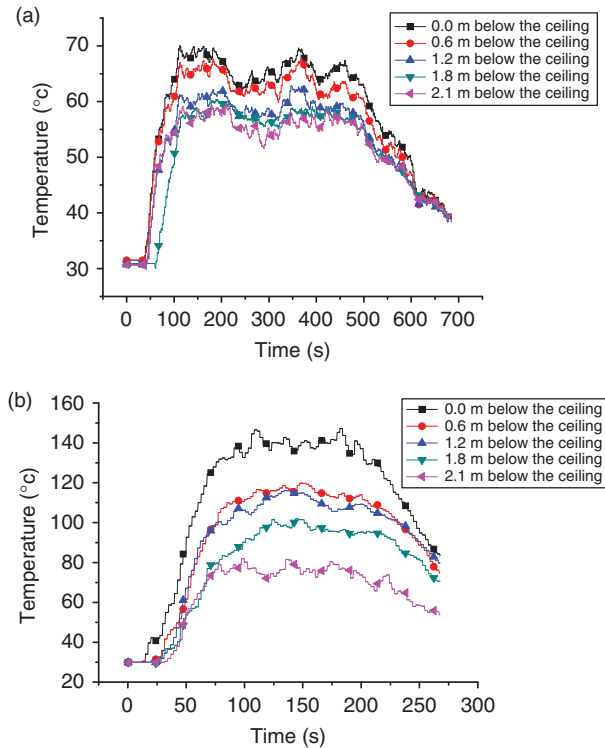 (a)
70
60
50
40
30
Temperature (°c)
0 100 200 300 400 500 600 700
Time (s)
0.0 m below the ceiling
0.6 m below the ceiling
1.2 m below the ceiling
1.8 m below the ceiling
2.1 m below the ceiling
(b)
160
140
120
100
80
60
40
20
Temperature (°c)
0 50 100 150 200 250 300
Time (s)
0.0 m below the ceiling
0.6 m below the ceiling
1.2 m below the ceiling
1.8 m below the ceiling
2.1 m below the ceiling